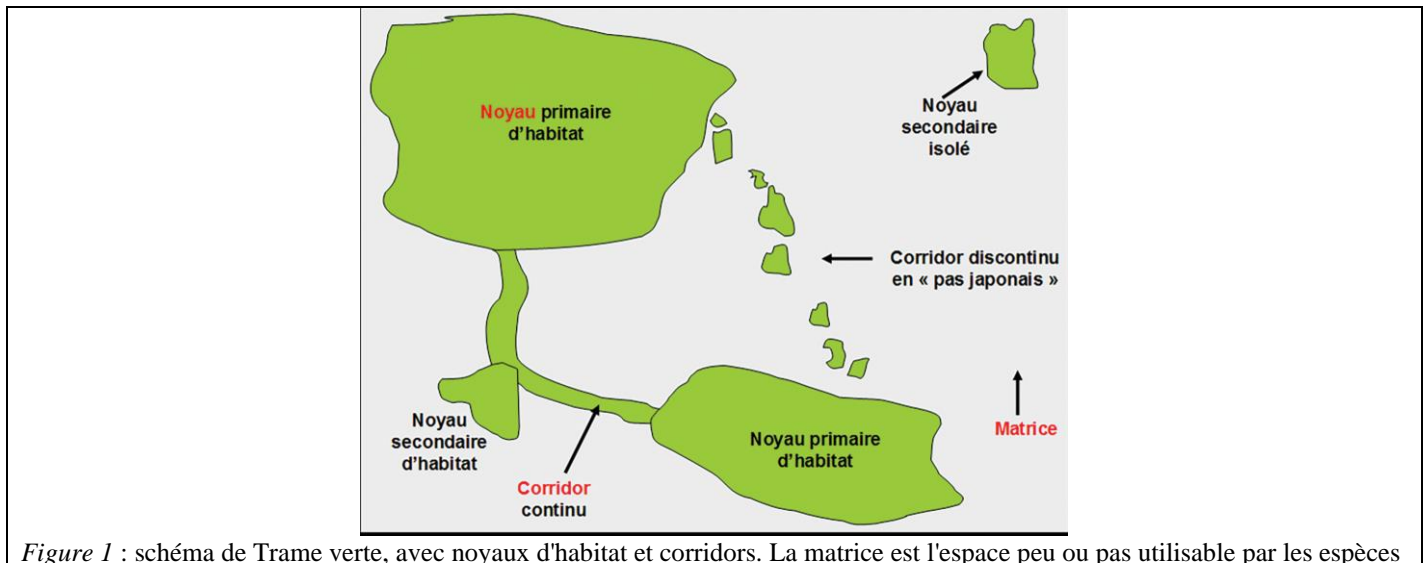 Noyau primaire
d'habitat
Noyau
secondaire
isolé
Corridor discontinu
en « pas japonais »
Matrice
Noyau
secondaire
d'habitat
Noyau primaire
d'habitat
Corridor
continu
Figure 1 : schéma de Trame verte, avec noyaux d'habitat et corridors. La matrice est l'espace peu ou pas utilisable par les espèces